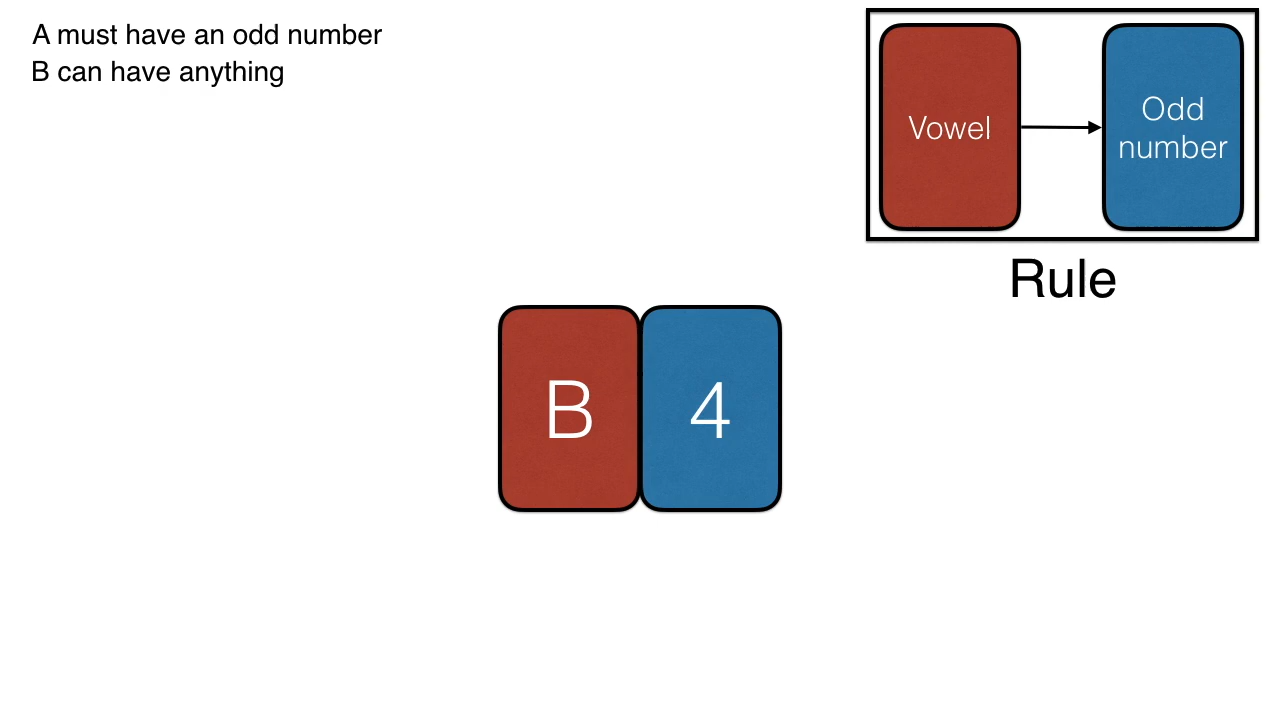 A must have an odd number
B can have anything
Vowel
Odd
number
Rule
B 4